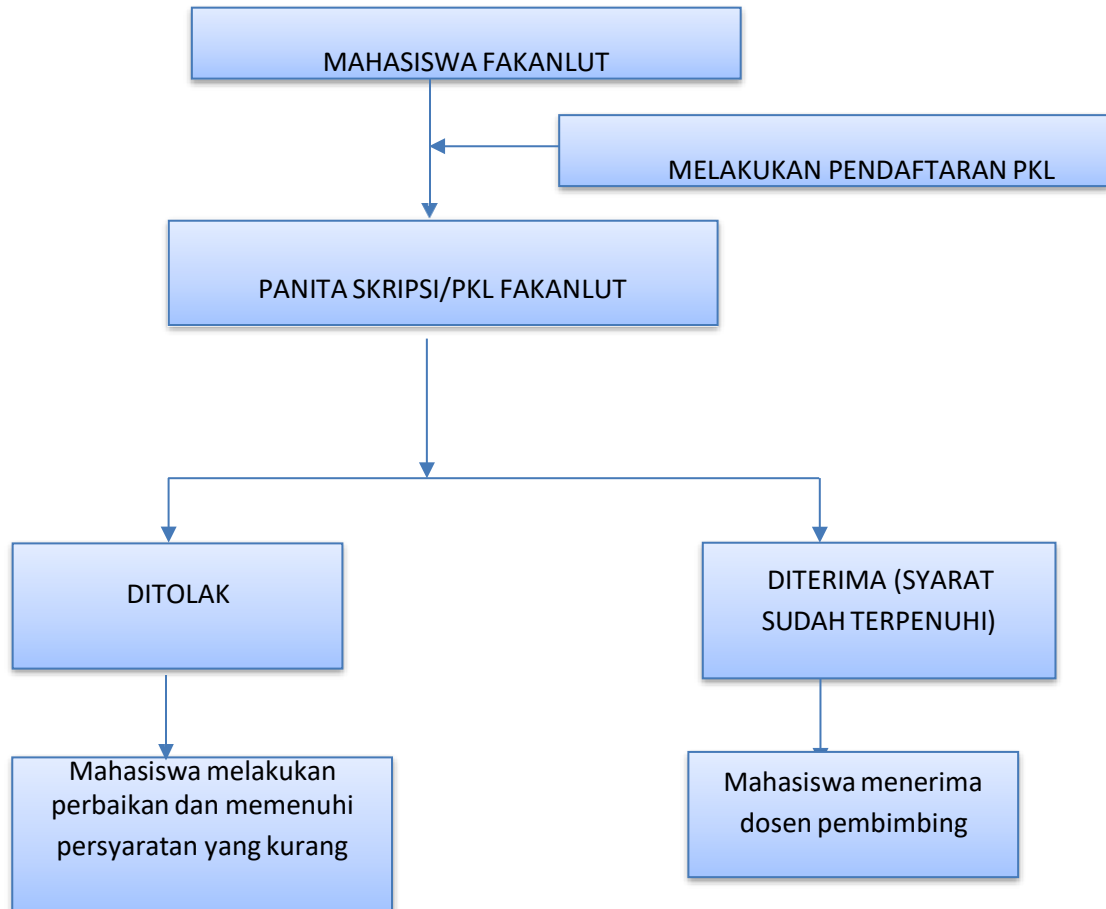 MAHASISWA FAKANLUT
MELAKUKAN PENDAFTARAN PKL
PANITA SKRIPSI/PKL FAKANLUT
DITOLAK
DITERIMA (SYARAT
SUDAH TERPENUHI)
Mahasiswa melakukan
perbaikan dan memenuhi
persyaratan yang kurang
Mahasiswa menerima
dosen pembimbing